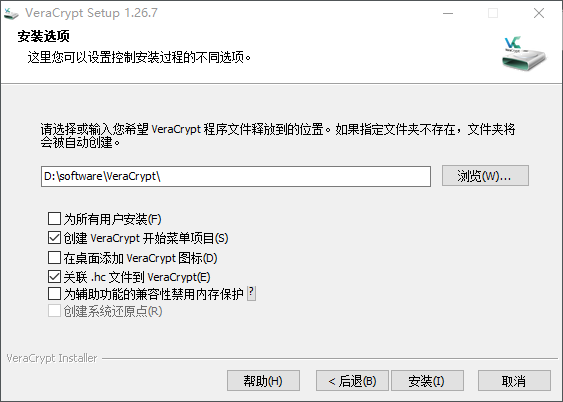 VeraCrypt Setup 1.26.7
安装选项
这里您可以设置控制安装过程的不同选项。
VC
请选择或输入您希望 VeraCrypt 程序文件释放到的位置。如果指定文件夹不存在，文件夹将
会被自动创建。
D:\software\VeraCrypt\
浏览(W)...
为所有用户安装(F)
创建 VeraCrypt 开始菜单项目(S)
在桌面添加 VeraCrypt 图标(D)
关联 .hc 文件到 VeraCrypt(E)
为辅助功能的兼容性禁用内存保护 ?
创建系统还原点(R)
VeraCrypt Installer
帮助(H) < 后退(B) 安装(I) 取消